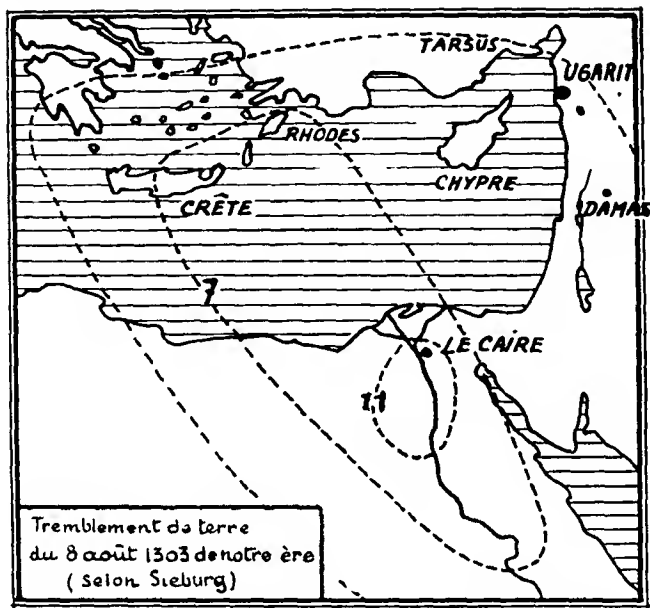 TARSUS
UGARIT
RHODES
CHYPRE
DAMAS
CRÊTE
7
LE CAIRE
11
Tremblement de terre
du 8 août 1303 de notre ère
(selon Sieburg)